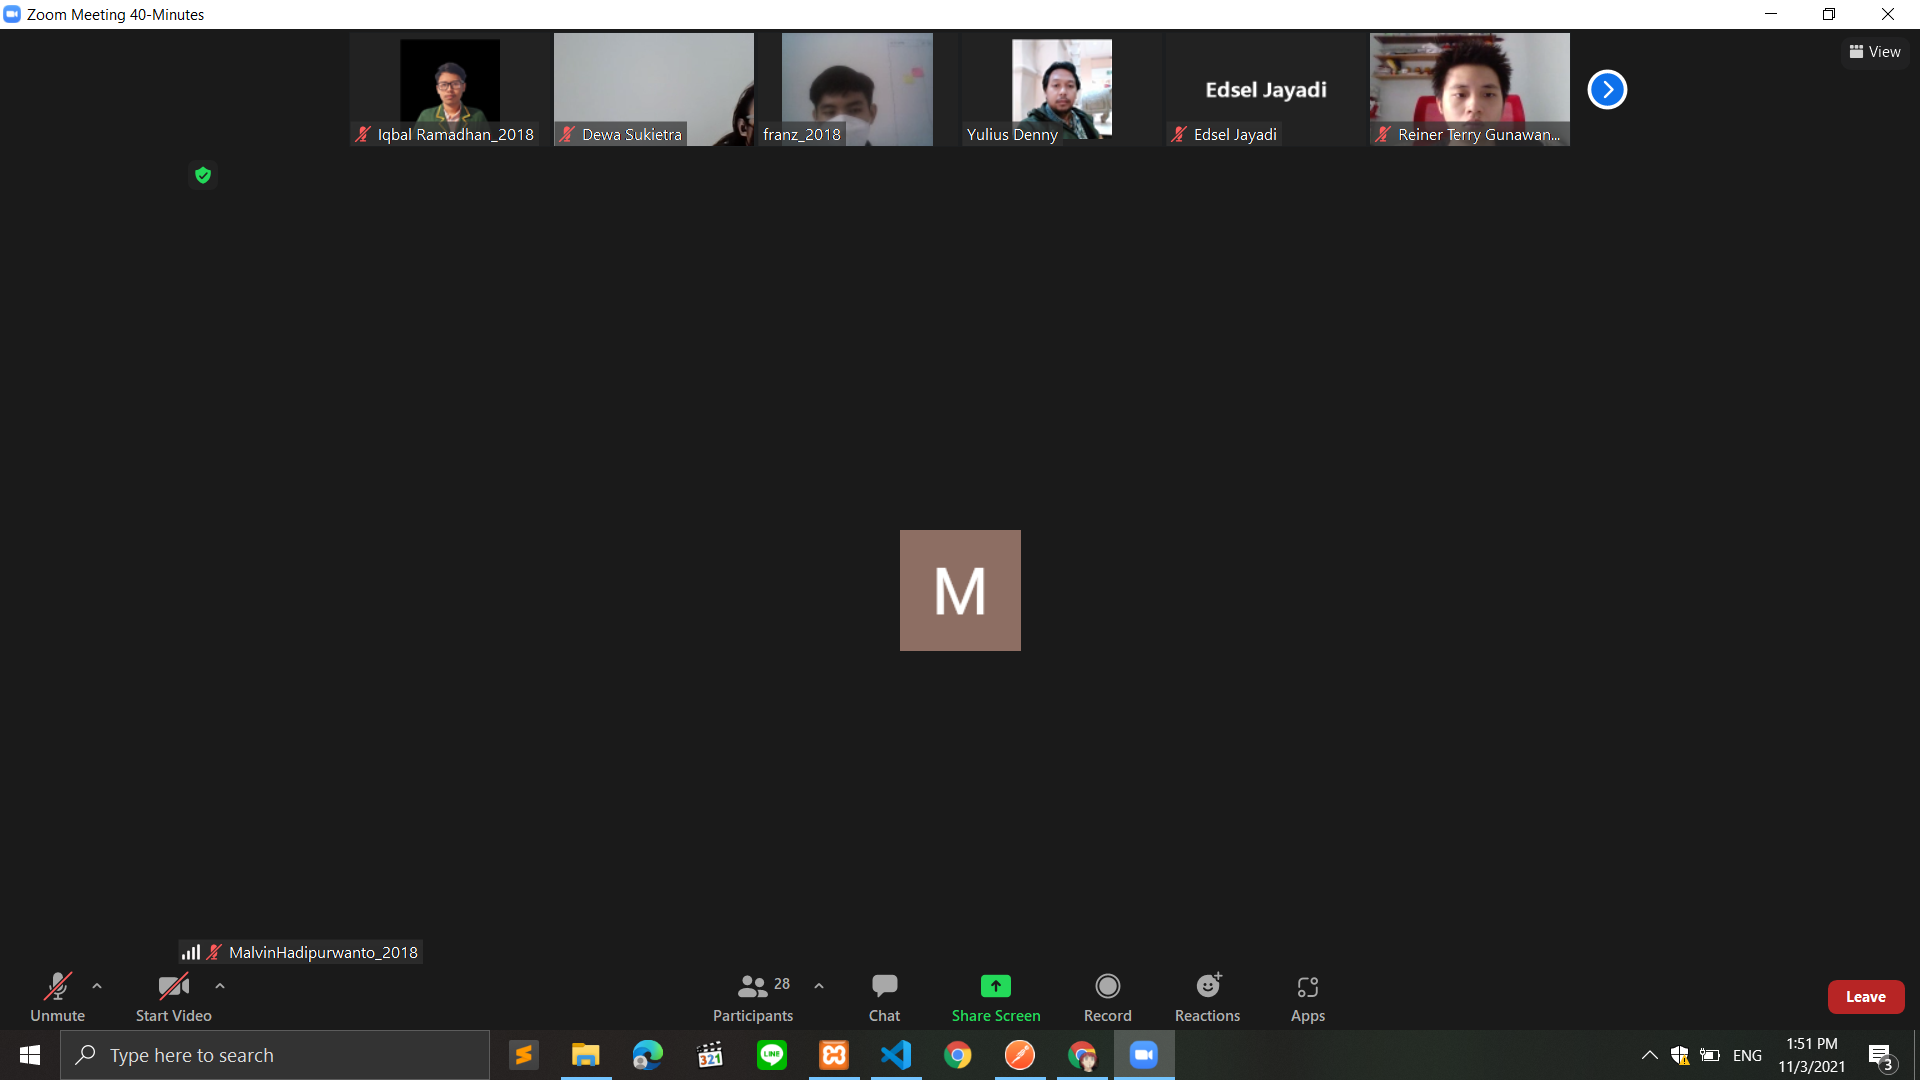 Zoom Meeting 40-Minutes
View
Edsel Jayadi
Iqbal Ramadhan_2018
Dewa Sukietra
franz_2018
Yulius Denny
Edsel Jayadi
Reiner Terry Gunawan...
M
MalvinHadipurwanto_2018
28
Unmute
Start Video
Participants
Chat
Share Screen
Record
Reactions
Apps
Leave
Type here to search
321
LINE
ENG
1:51 PM
11/3/2021
3